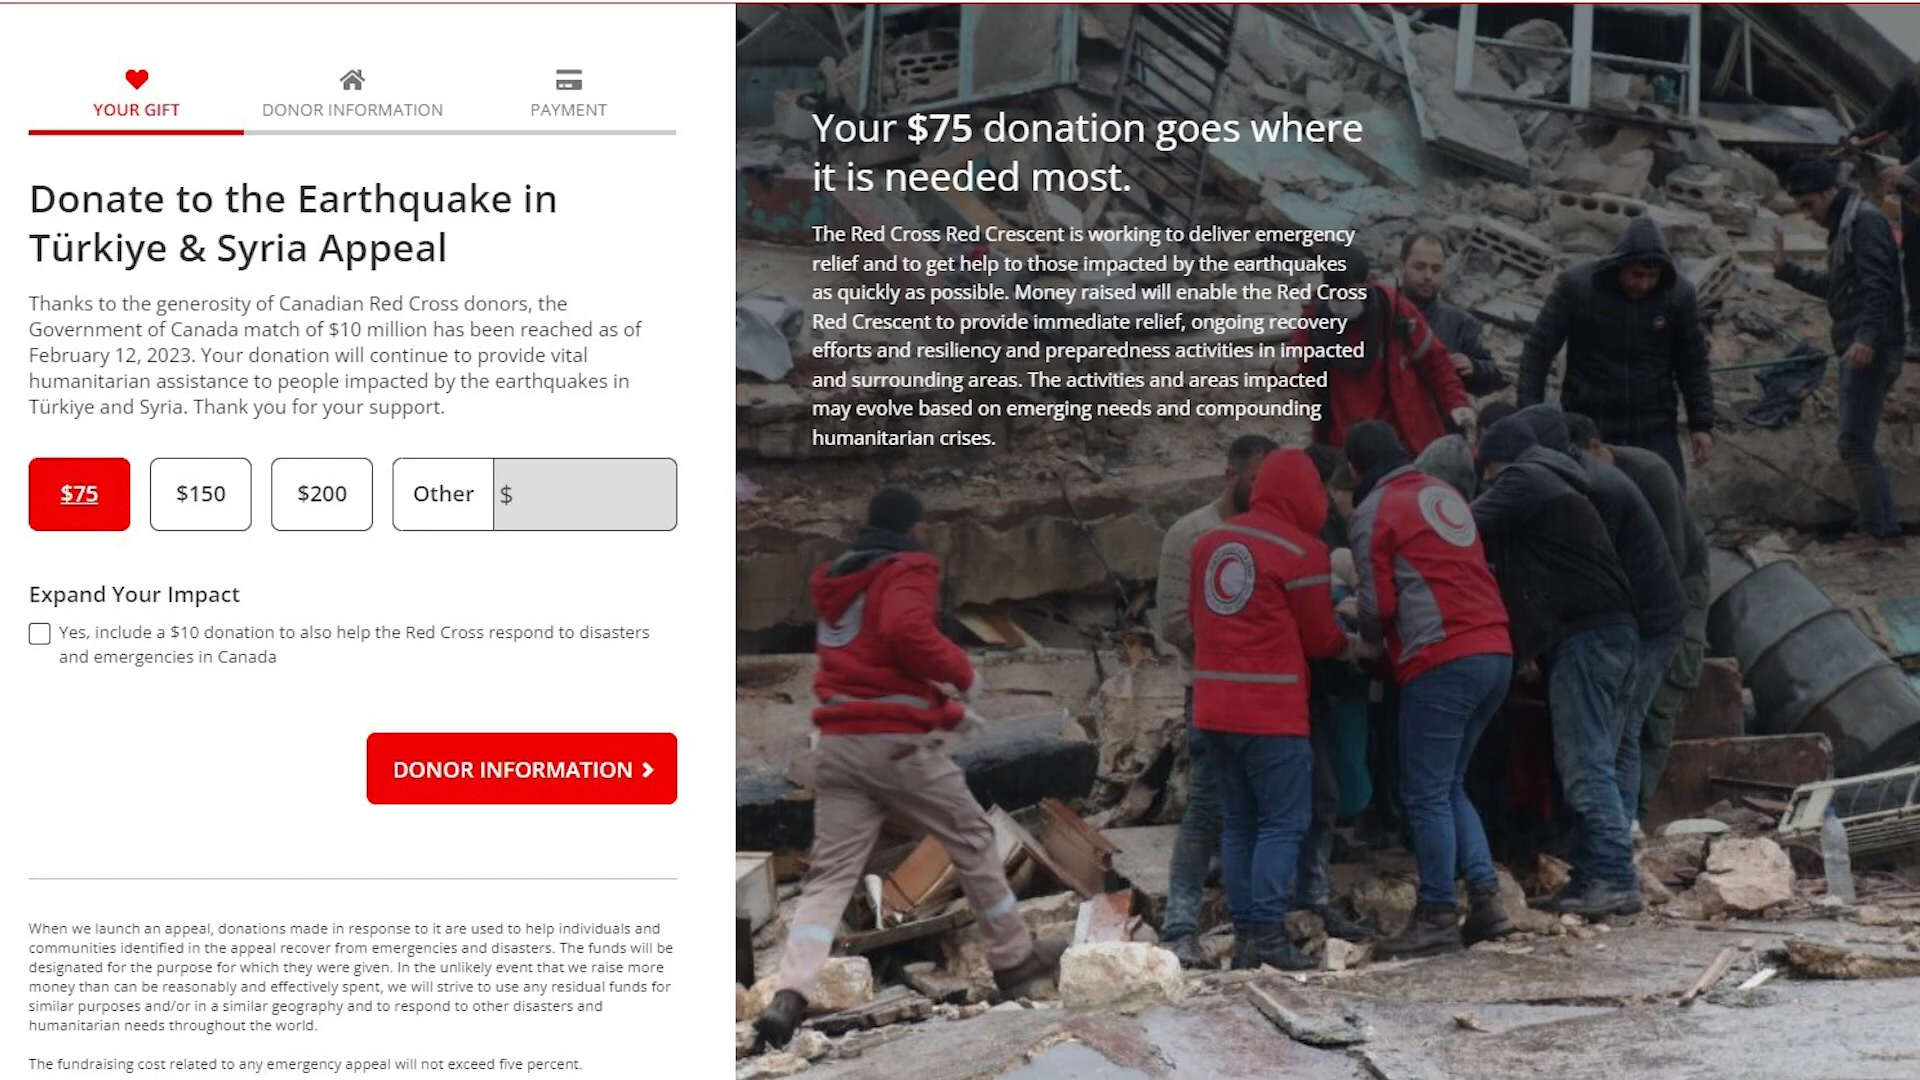 YOUR GIFT
DONOR INFORMATION
PAYMENT
Donate to the Earthquake in
Türkiye & Syria Appeal
Thanks to the generosity of Canadian Red Cross donors, the
Government of Canada match of $10 million has been reached as of
February 12, 2023. Your donation will continue to provide vital
humanitarian assistance to people impacted by the earthquakes in
Türkiye and Syria. Thank you for your support.
$75
$150
$200
Other $
Expand Your Impact
Yes, include a $10 donation to also help the Red Cross respond to disasters
and emergencies in Canada
DONOR INFORMATION
When we launch an appeal, donations made in response to it are used to help individuals and
communities identified in the appeal recover from emergencies and disasters. The funds will be
designated for the purpose for which they were given. In the unlikely event that we raise more
money than can be reasonably and effectively spent, we will strive to use any residual funds for
similar purposes and/or in a similar geography and to respond to other disasters and
humanitarian needs throughout the world.
The fundraising cost related to any emergency appeal will not exceed five percent.
Your $75 donation goes where
it is needed most.
The Red Cross Red Crescent is working to deliver emergency
relief and to get help to those impacted by the earthquakes
as quickly as possible. Money raised will enable the Red Cross
Red Crescent to provide immediate relief, ongoing recovery
efforts and resiliency and preparedness activities in impacted
and surrounding areas. The activities and areas impacted
may evolve based on emerging needs and compounding
humanitarian crises.